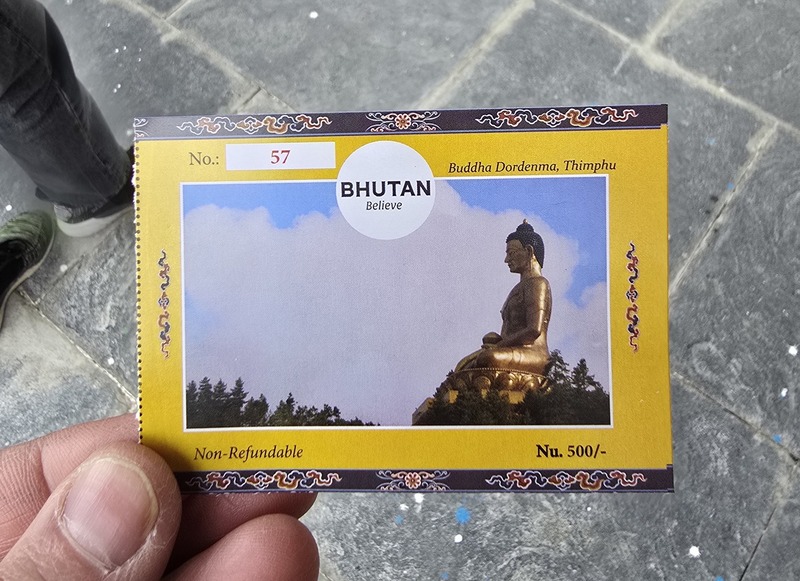 No.: 57
BHUTAN
Believe
Buddha Dordenma, Thimphu
Non-Refundable
Nu. 500/-